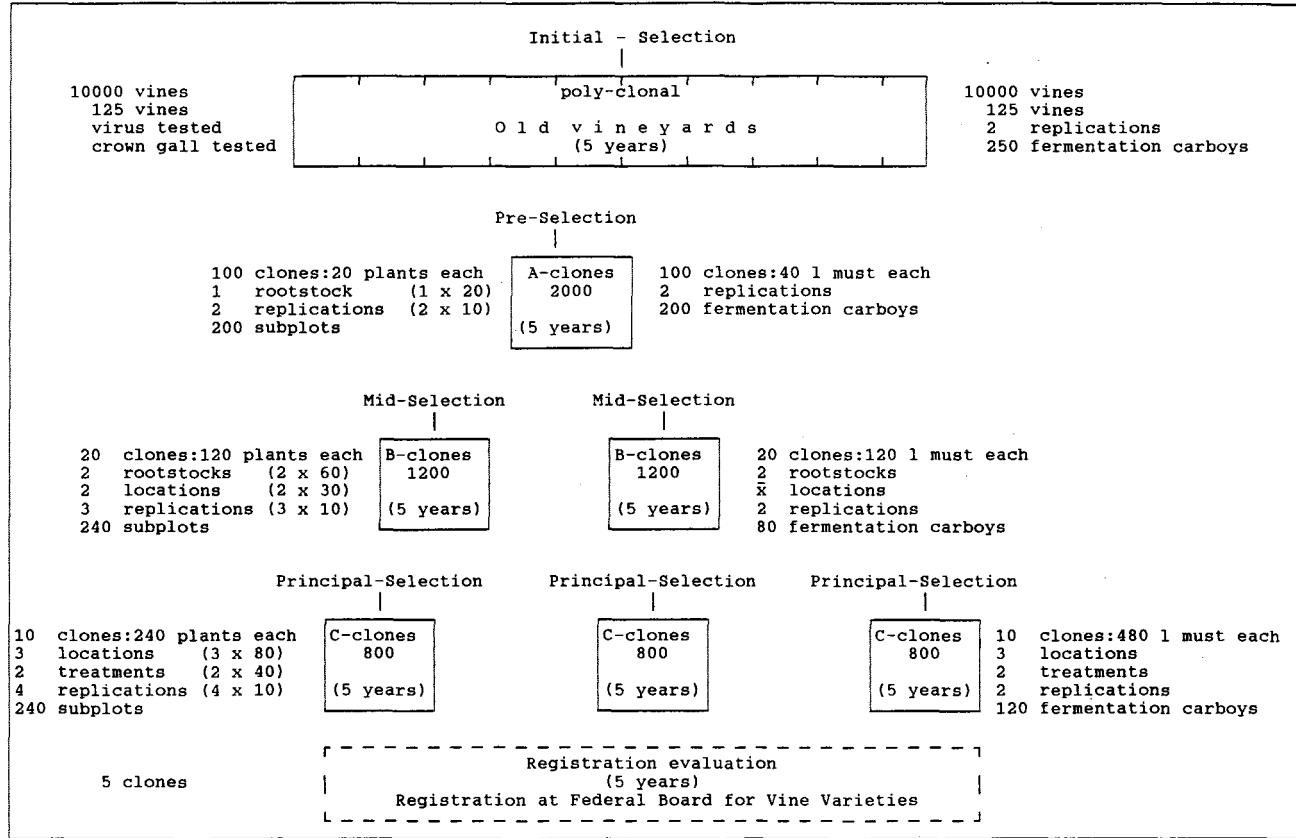 Initial - Selection
10000 vines
125 vines
virus tested
crown gall tested
poly-clonal
Old vineyards
(5 years)
10000 vines
125 vines
2 replications
250 fermentation carboys
Pre-Selection
100 clones:20 plants each
1 rootstock (1 x 20)
2 replications (2 x 10)
200 subplots
A-clones
2000
(5 years)
100 clones:40 l must each
2 replications
200 fermentation carboys
Mid-Selection
Mid-Selection
20 clones:120 plants each
2 rootstocks (2 x 60)
2 locations (2 x 30)
3 replications (3 x 10)
240 subplots
B-clones
1200
(5 years)
B-clones
1200
(5 years)
20 clones:120 l must each
2 rootstocks
x̄ locations
2 replications
80 fermentation carboys
Principal-Selection
Principal-Selection
Principal-Selection
10 clones:240 plants each
3 locations (3 x 80)
2 treatments (2 x 40)
4 replications (4 x 10)
240 subplots
C-clones
800
(5 years)
C-clones
800
(5 years)
C-clones
800
(5 years)
10 clones:480 l must each
3 locations
2 treatments
2 replications
120 fermentation carboys
5 clones
Registration evaluation
(5 years)
Registration at Federal Board for Vine Varieties